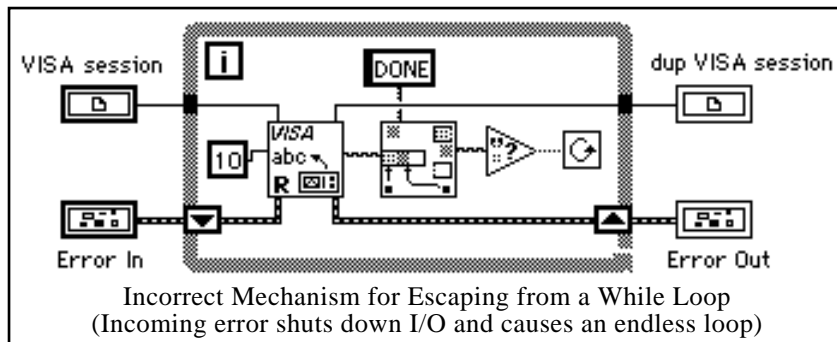 i
VISA session
DONE
dup VISA session
VISA
10
abc
R
"?
Error In
Error Out
Incorrect Mechanism for Escaping from a While Loop
(Incoming error shuts down I/O and causes an endless loop)